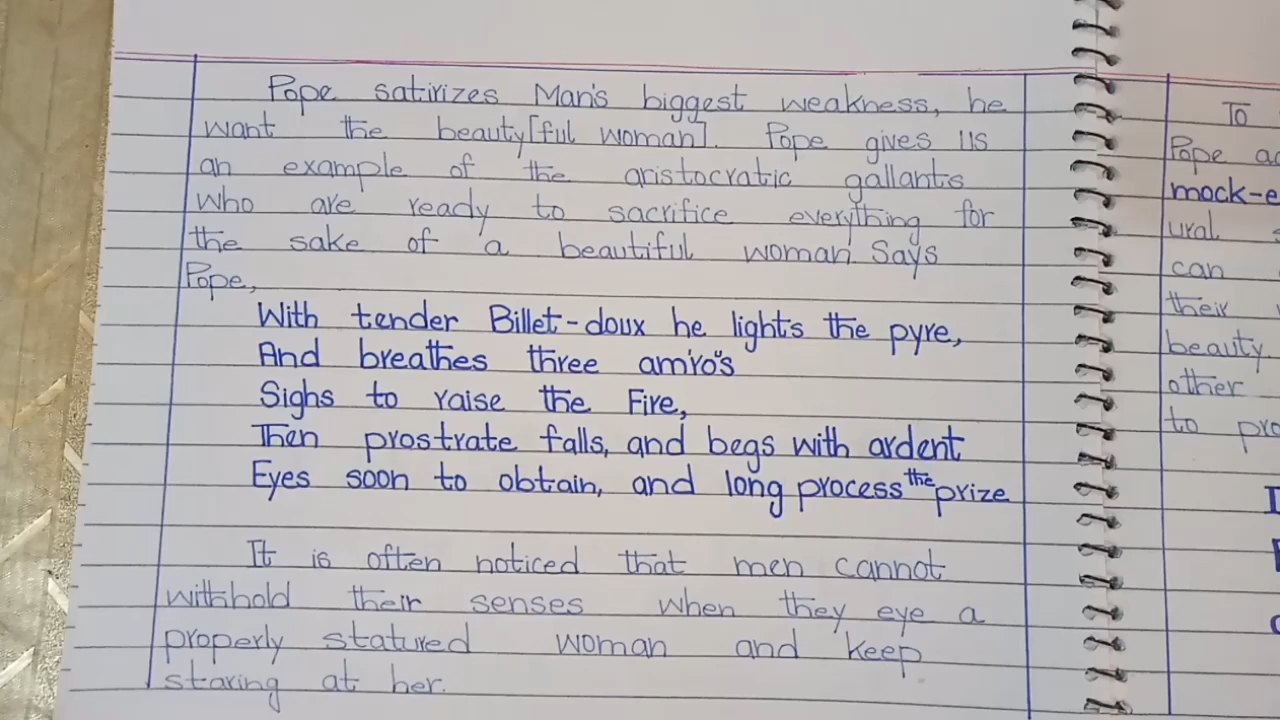 Pope satirizes Man's biggest weakness, he
want the beauty[ful woman]. Pope gives us
an example of the aristocratic gallants
who are ready to sacrifice everything for
the sake of a beautiful woman. Says
Pope,
With tender Billet-doux he lights the pyre,
And breathes three amiro's
Sighs to raise the Fire,
Then prostrate falls, and begs with ardent
Eyes soon to obtain, and long process the prize
It is often noticed that men cannot
withhold their senses when they eye a
properly statured woman and keep
staring at her.
To
Pope
mock-e
ural
can
their
beauty.
other
to pro